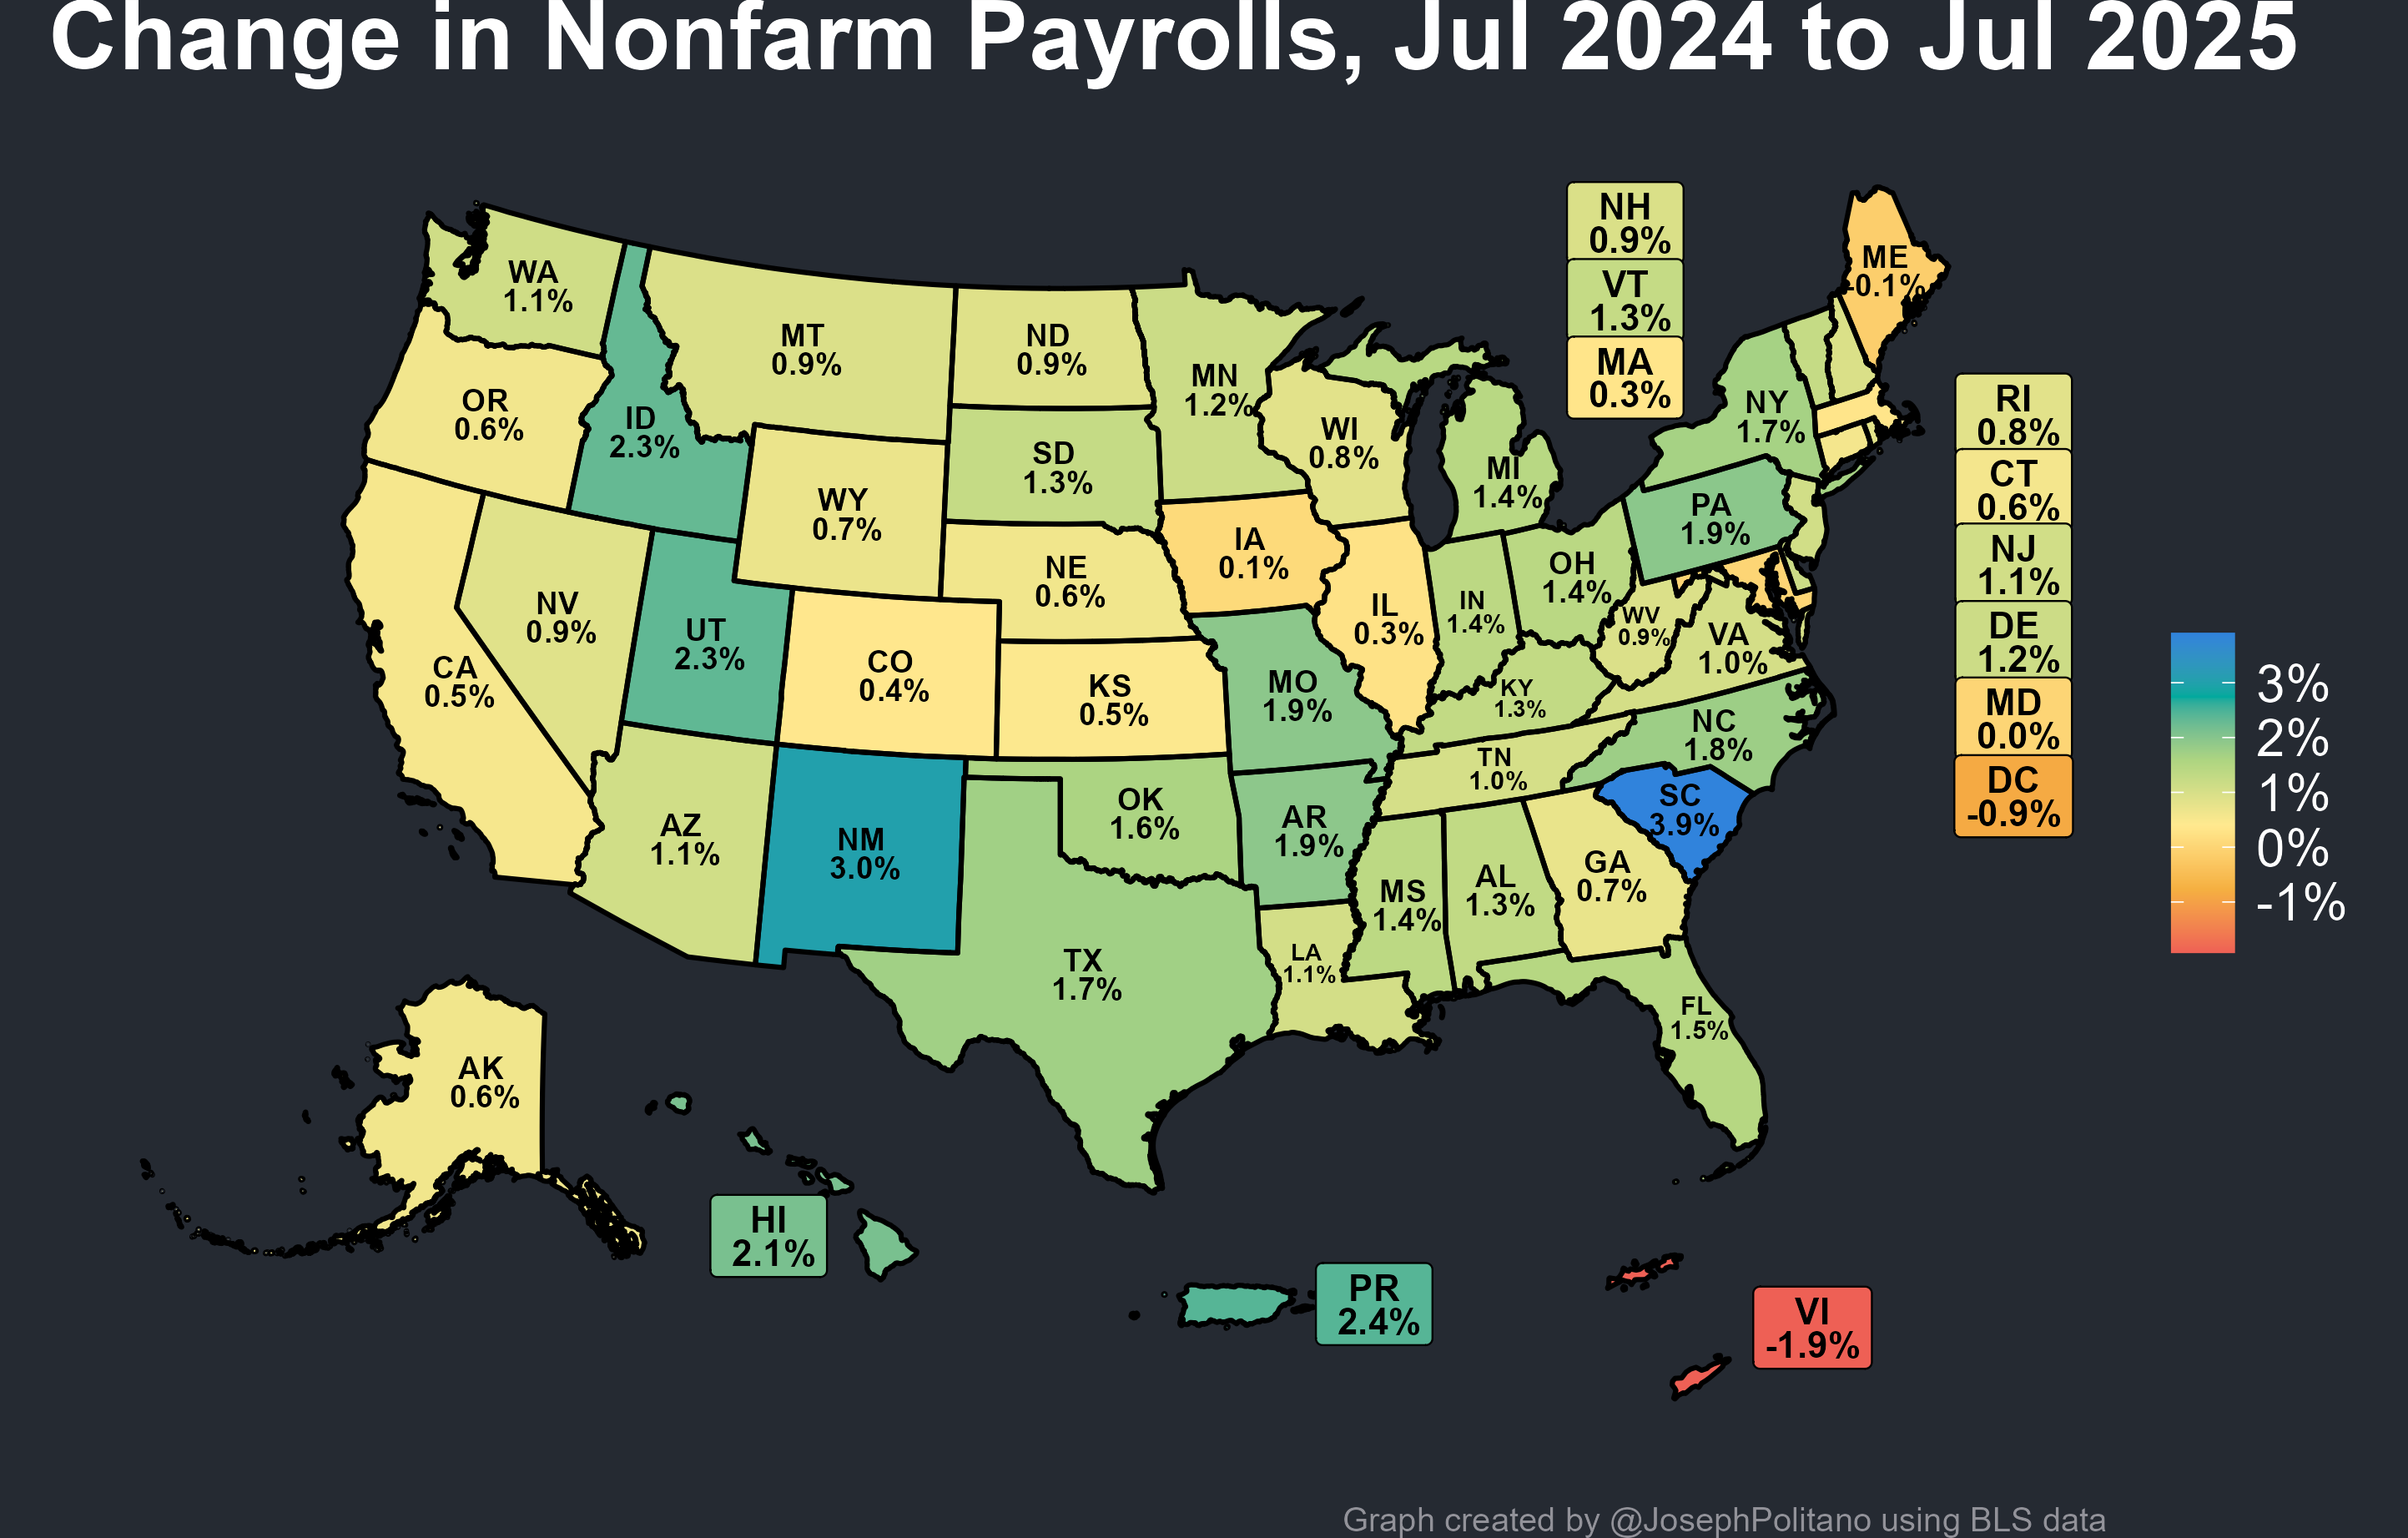 Change in Nonfarm Payrolls, Jul 2024 to Jul 2025
NH
0.9%
VT
1.3%
MA
0.3%
ME
-0.1%
WA
1.1%
MT
0.9%
ND
0.9%
MN
1.2%
OR
0.6%
ID
2.3%
WI
0.8%
NY
1.7%
RI
0.8%
SD
1.3%
MI
1.4%
CT
0.6%
WY
0.7%
PA
1.9%
NJ
1.1%
IA
0.1%
NE
0.6%
OH
1.4%
NV
0.9%
UT
2.3%
IL
0.3%
IN
1.4%
WV
0.9%
VA
1.0%
DE
1.2%
CA
0.5%
CO
0.4%
KS
0.5%
MO
1.9%
KY
1.3%
MD
0.0%
NC
1.8%
TN
1.0%
DC
-0.9%
3%
2%
1%
0%
-1%
AZ
1.1%
NM
3.0%
OK
1.6%
AR
1.9%
SC
3.9%
MS
1.4%
AL
1.3%
GA
0.7%
TX
1.7%
LA
1.1%
FL
1.5%
AK
0.6%
HI
2.1%
PR
2.4%
VI
-1.9%
Graph created by @JosephPolitano using BLS data